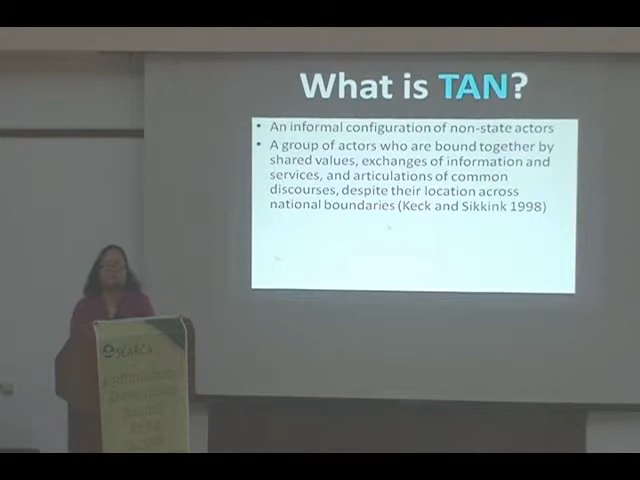 What is TAN?
• An informal configuration of non-state actors
• A group of actors who are bound together by
shared values, exchanges of information and
services, and articulations of common
discourses, despite their location across
national boundaries (Keck and Sikkink 1998)
SEARCA